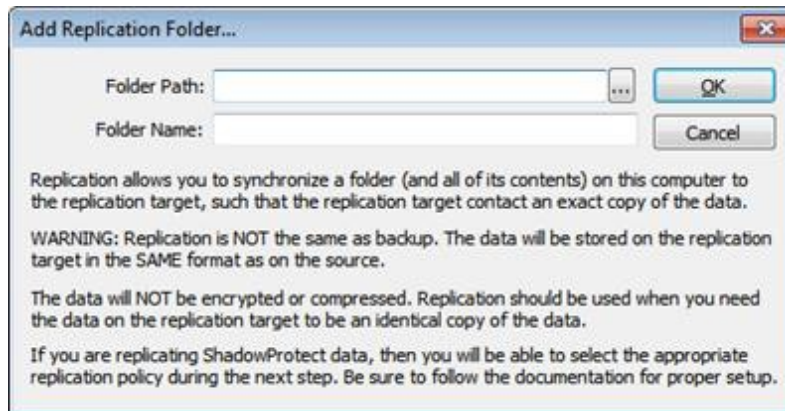 Add Replication Folder...
Folder Path:
...
OK
Folder Name:
Cancel
Replication allows you to synchronize a folder (and all of its contents) on this computer to
the replication target, such that the replication target contact an exact copy of the data.
WARNING: Replication is NOT the same as backup. The data will be stored on the replication
target in the SAME format as on the source.
The data will NOT be encrypted or compressed. Replication should be used when you need
the data on the replication target to be an identical copy of the data.
If you are replicating ShadowProtect data, then you will be able to select the appropriate
replication policy during the next step. Be sure to follow the documentation for proper setup.